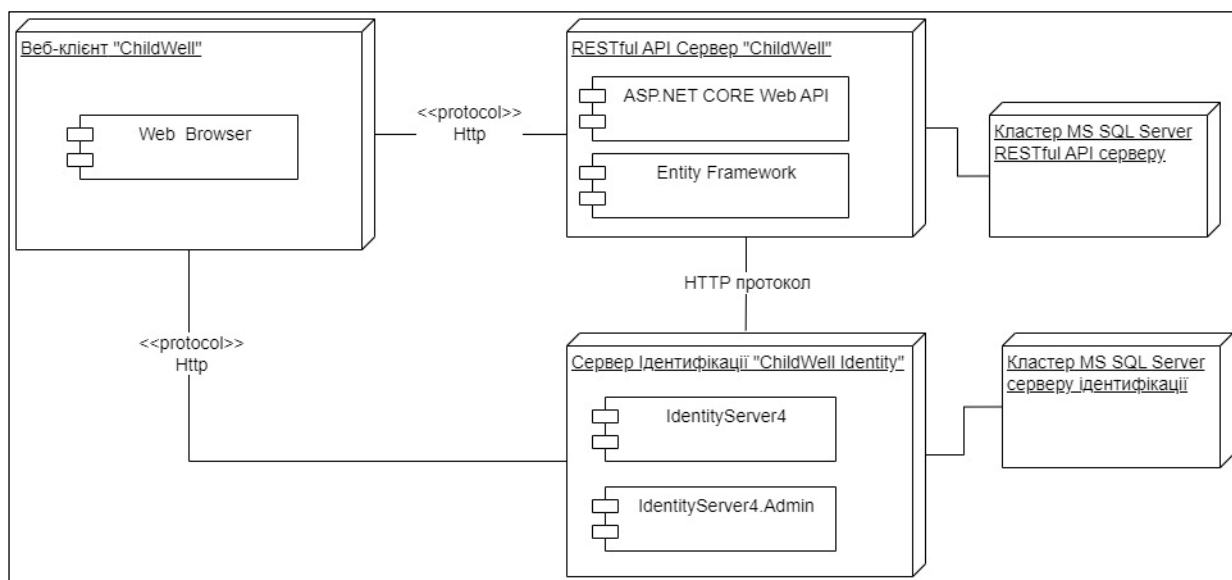 Веб-клієнт "ChildWell"
Web Browser
<<protocol>>
Http
RESTful API Сервер "ChildWell"
ASP.NET CORE Web API
Entity Framework
Кластер MS SQL Server
RESTful API серверу
HTTP протокол
<<protocol>>
Http
Сервер Ідентифікації "ChildWell Identity"
IdentityServer4
IdentityServer4.Admin
Кластер MS SQL Server
серверу ідентифікації